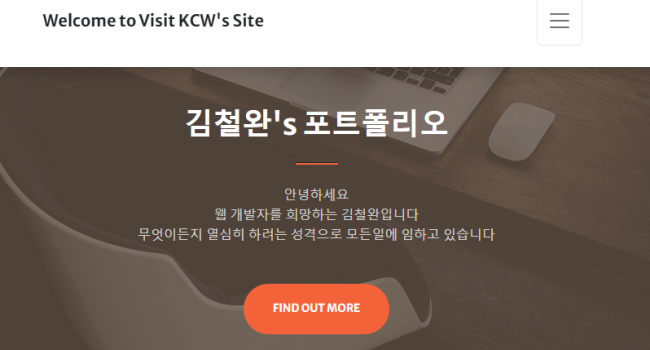 Welcome to Visit KCW's Site
김철완's 포트폴리오
안녕하세요
웹 개발자를 희망하는 김철완입니다
무엇이든지 열심히 하려는 성격으로 모든일에 임하고 있습니다
FIND OUT MORE